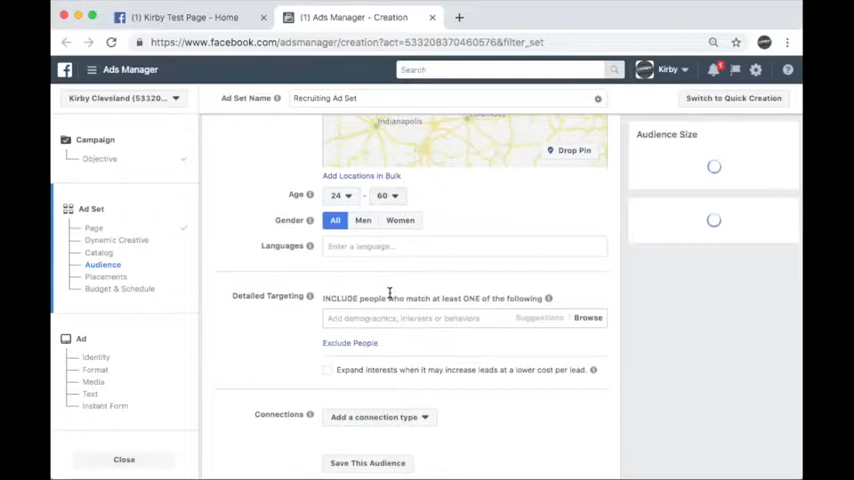 (1) Kirby Test Page - Home
(1) Ads Manager - Creation
https://www.facebook.com/adsmanager/creation?act=533208370460576&filter_set
Ads Manager
Search
Kirby
1
Kirby Cleveland (53320...
Ad Set Name
Recruiting Ad Set
Switch to Quick Creation
Campaign
Objective
Ad Set
Page
Dynamic Creative
Catalog
Audience
Placements
Budget & Schedule
Ad
Identity
Format
Media
Text
Instant Form
Close
Indianapolis
Columbus
Drop Pin
Add Locations in Bulk
Age
24 - 60
Gender
All Men Women
Languages
Enter a language...
Detailed Targeting
INCLUDE people who match at least ONE of the following
Add demographics, interests or behaviors
Suggestions
Browse
Exclude People
Expand interests when it may increase leads at a lower cost per lead.
Connections
Add a connection type
Save This Audience
Audience Size